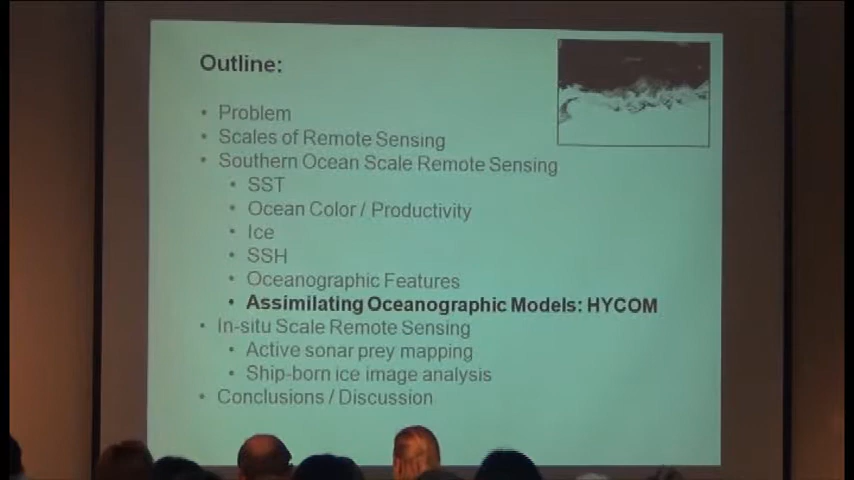 Outline:
• Problem
• Scales of Remote Sensing
• Southern Ocean Scale Remote Sensing
• SST
• Ocean Color / Productivity
• Ice
• SSH
• Oceanographic Features
• Assimilating Oceanographic Models: HYCOM
• In-situ Scale Remote Sensing
• Active sonar prey mapping
• Ship-born ice image analysis
• Conclusions / Discussion